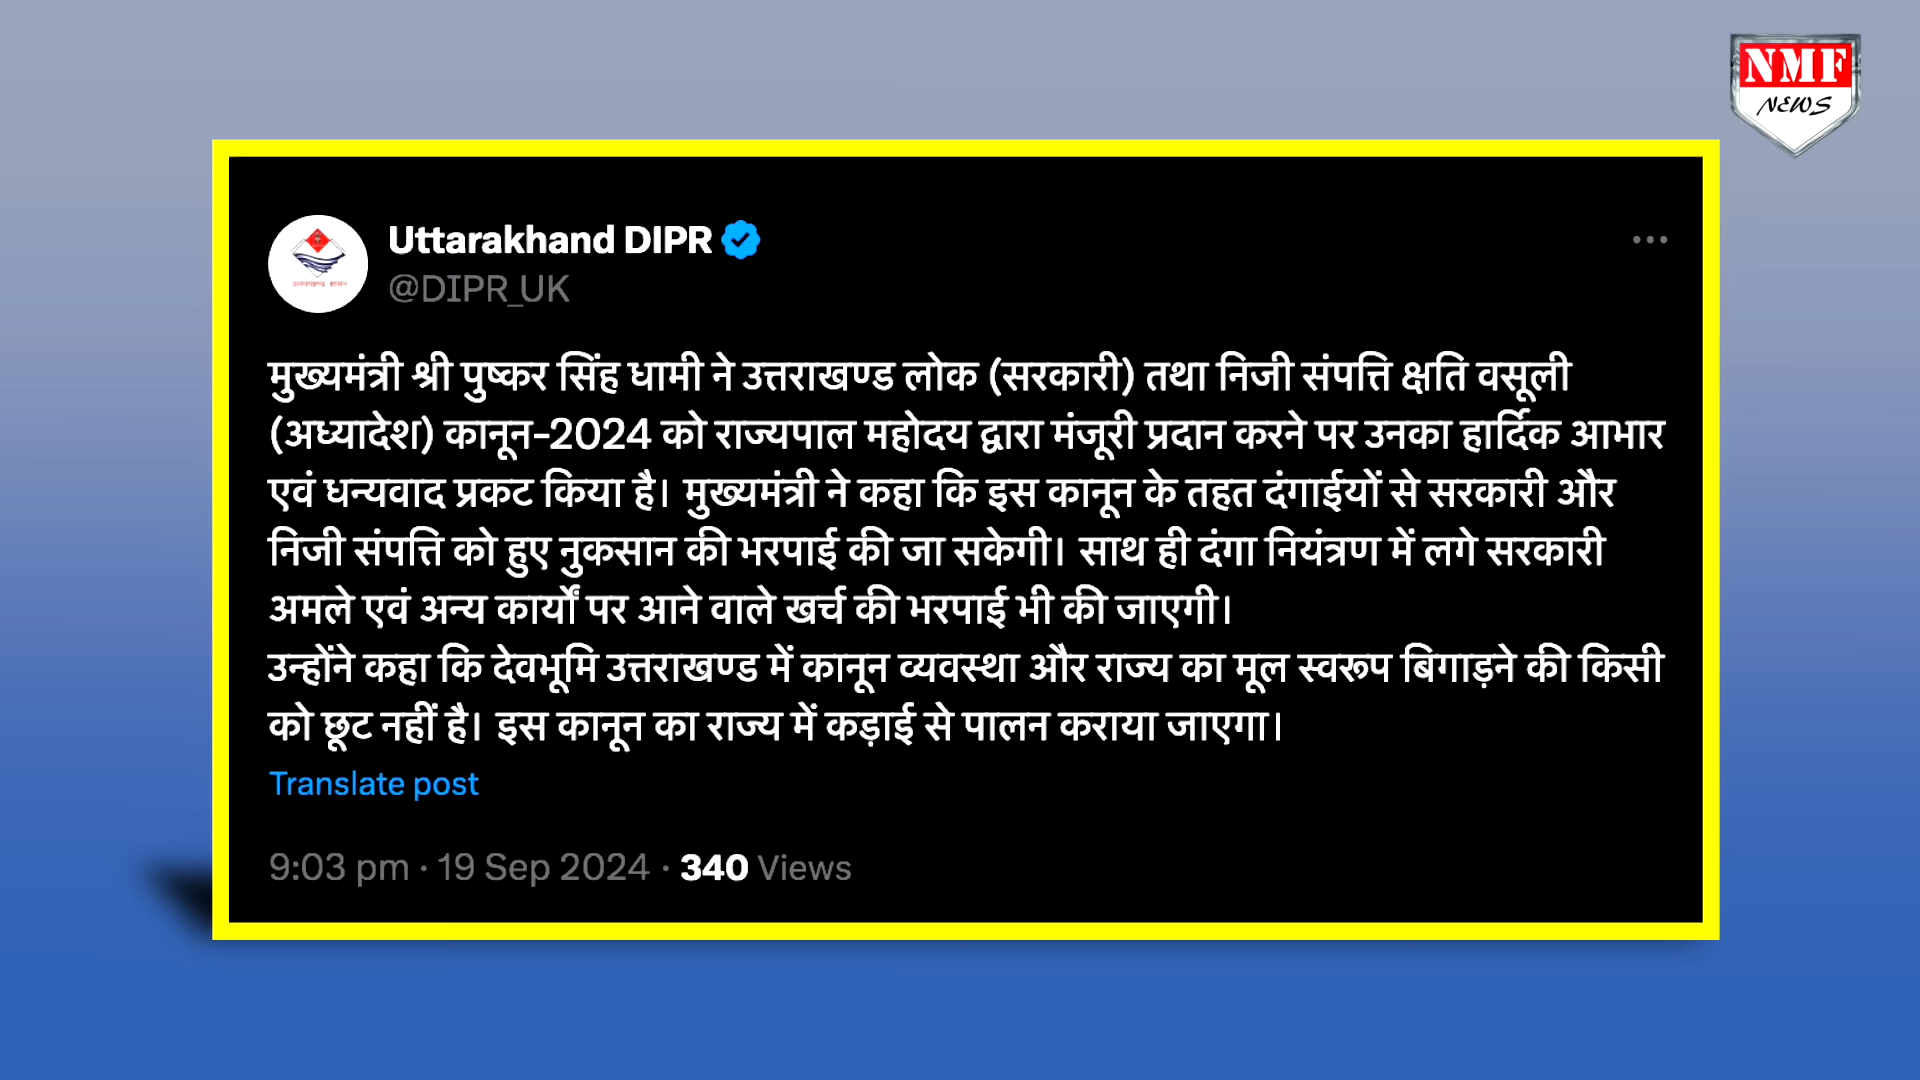 NMF
NEWS
Uttarakhand DIPR
@DIPR_UK
मुख्यमंत्री श्री पुष्कर सिंह धामी ने उत्तराखण्ड लोक (सरकारी) तथा निजी संपत्ति क्षति वसूली
(अध्यादेश) कानून-2024 को राज्यपाल महोदय द्वारा मंजूरी प्रदान करने पर उनका हार्दिक आभार
एवं धन्यवाद प्रकट किया है। मुख्यमंत्री ने कहा कि इस कानून के तहत दंगाईयों से सरकारी और
निजी संपत्ति को हुए नुकसान की भरपाई की जा सकेगी। साथ ही दंगा नियंत्रण में लगे सरकारी
अमले एवं अन्य कार्यों पर आने वाले खर्च की भरपाई भी की जाएगी।
उन्होंने कहा कि देवभूमि उत्तराखण्ड में कानून व्यवस्था और राज्य का मूल स्वरूप बिगाड़ने की किसी
को छूट नहीं है। इस कानून का राज्य में कड़ाई से पालन कराया जाएगा।
Translate post
9:03 pm · 19 Sep 2024 · 340 Views